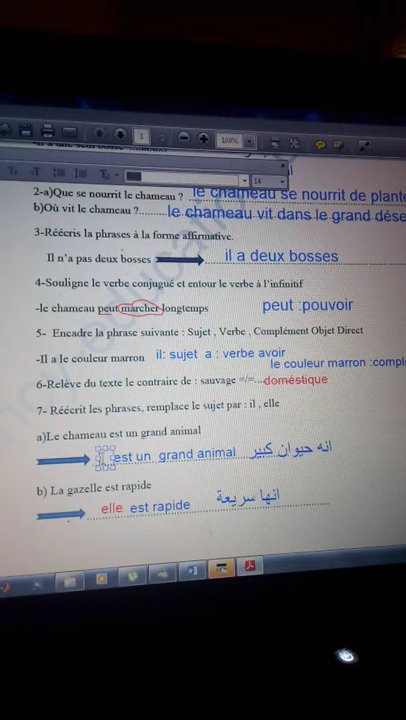 1
109%
14
2-a)Que se nourrit le chameau ? le chameau se nourrit de plante
b)Où vit le chameau ?........le chameau vit dans le grand dése
3-Réécris la phrases à la forme affirmative.
Il n'a pas deux bosses il a deux bosses
4-Souligne le verbe conjugué et entour le verbe à l'infinitif
-le chameau peut marcher longtemps peut :pouvoir
5- Encadre la phrase suivante : Sujet , Verbe , Complément Objet Direct
-Il a le couleur marron il: sujet a : verbe avoir
le couleur marron :compl
6-Relève du texte le contraire de : sauvage =/=...doméstique
7- Réécrit les phrases, remplace le sujet par : il , elle
a)Le chameau est un grand animal
il est un grand animal انه حيوان كبير
b) La gazelle est rapide
elle est rapide انها سريعة